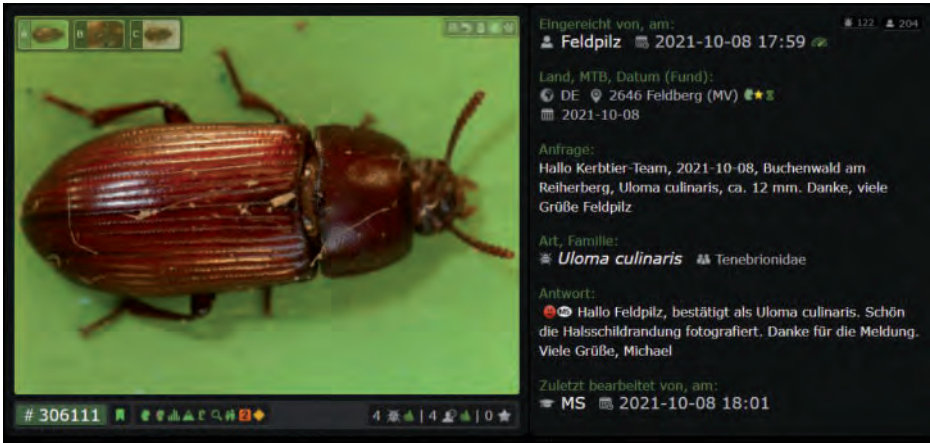 A B C
Eingereicht von, am:
122 204
Feldpilz 2021-10-08 17:59
Land, MTB, Datum (Fund):
DE 2646 Feldberg (MV)
2021-10-08
Anfrage:
Hallo Kerbtier-Team, 2021-10-08, Buchenwald am
Reiherberg, Uloma culinaris, ca. 12 mm. Danke, viele
Grüße Feldpilz
Art, Familie:
Uloma culinaris Tenebrionidae
Antwort:
MS Hallo Feldpilz, bestätigt als Uloma culinaris. Schön
die Halsschildrandung fotografiert. Danke für die Meldung.
Viele Grüße, Michael
Zuletzt bearbeitet von, am:
MS 2021-10-08 18:01
# 306111 2 4 | 4 | 0